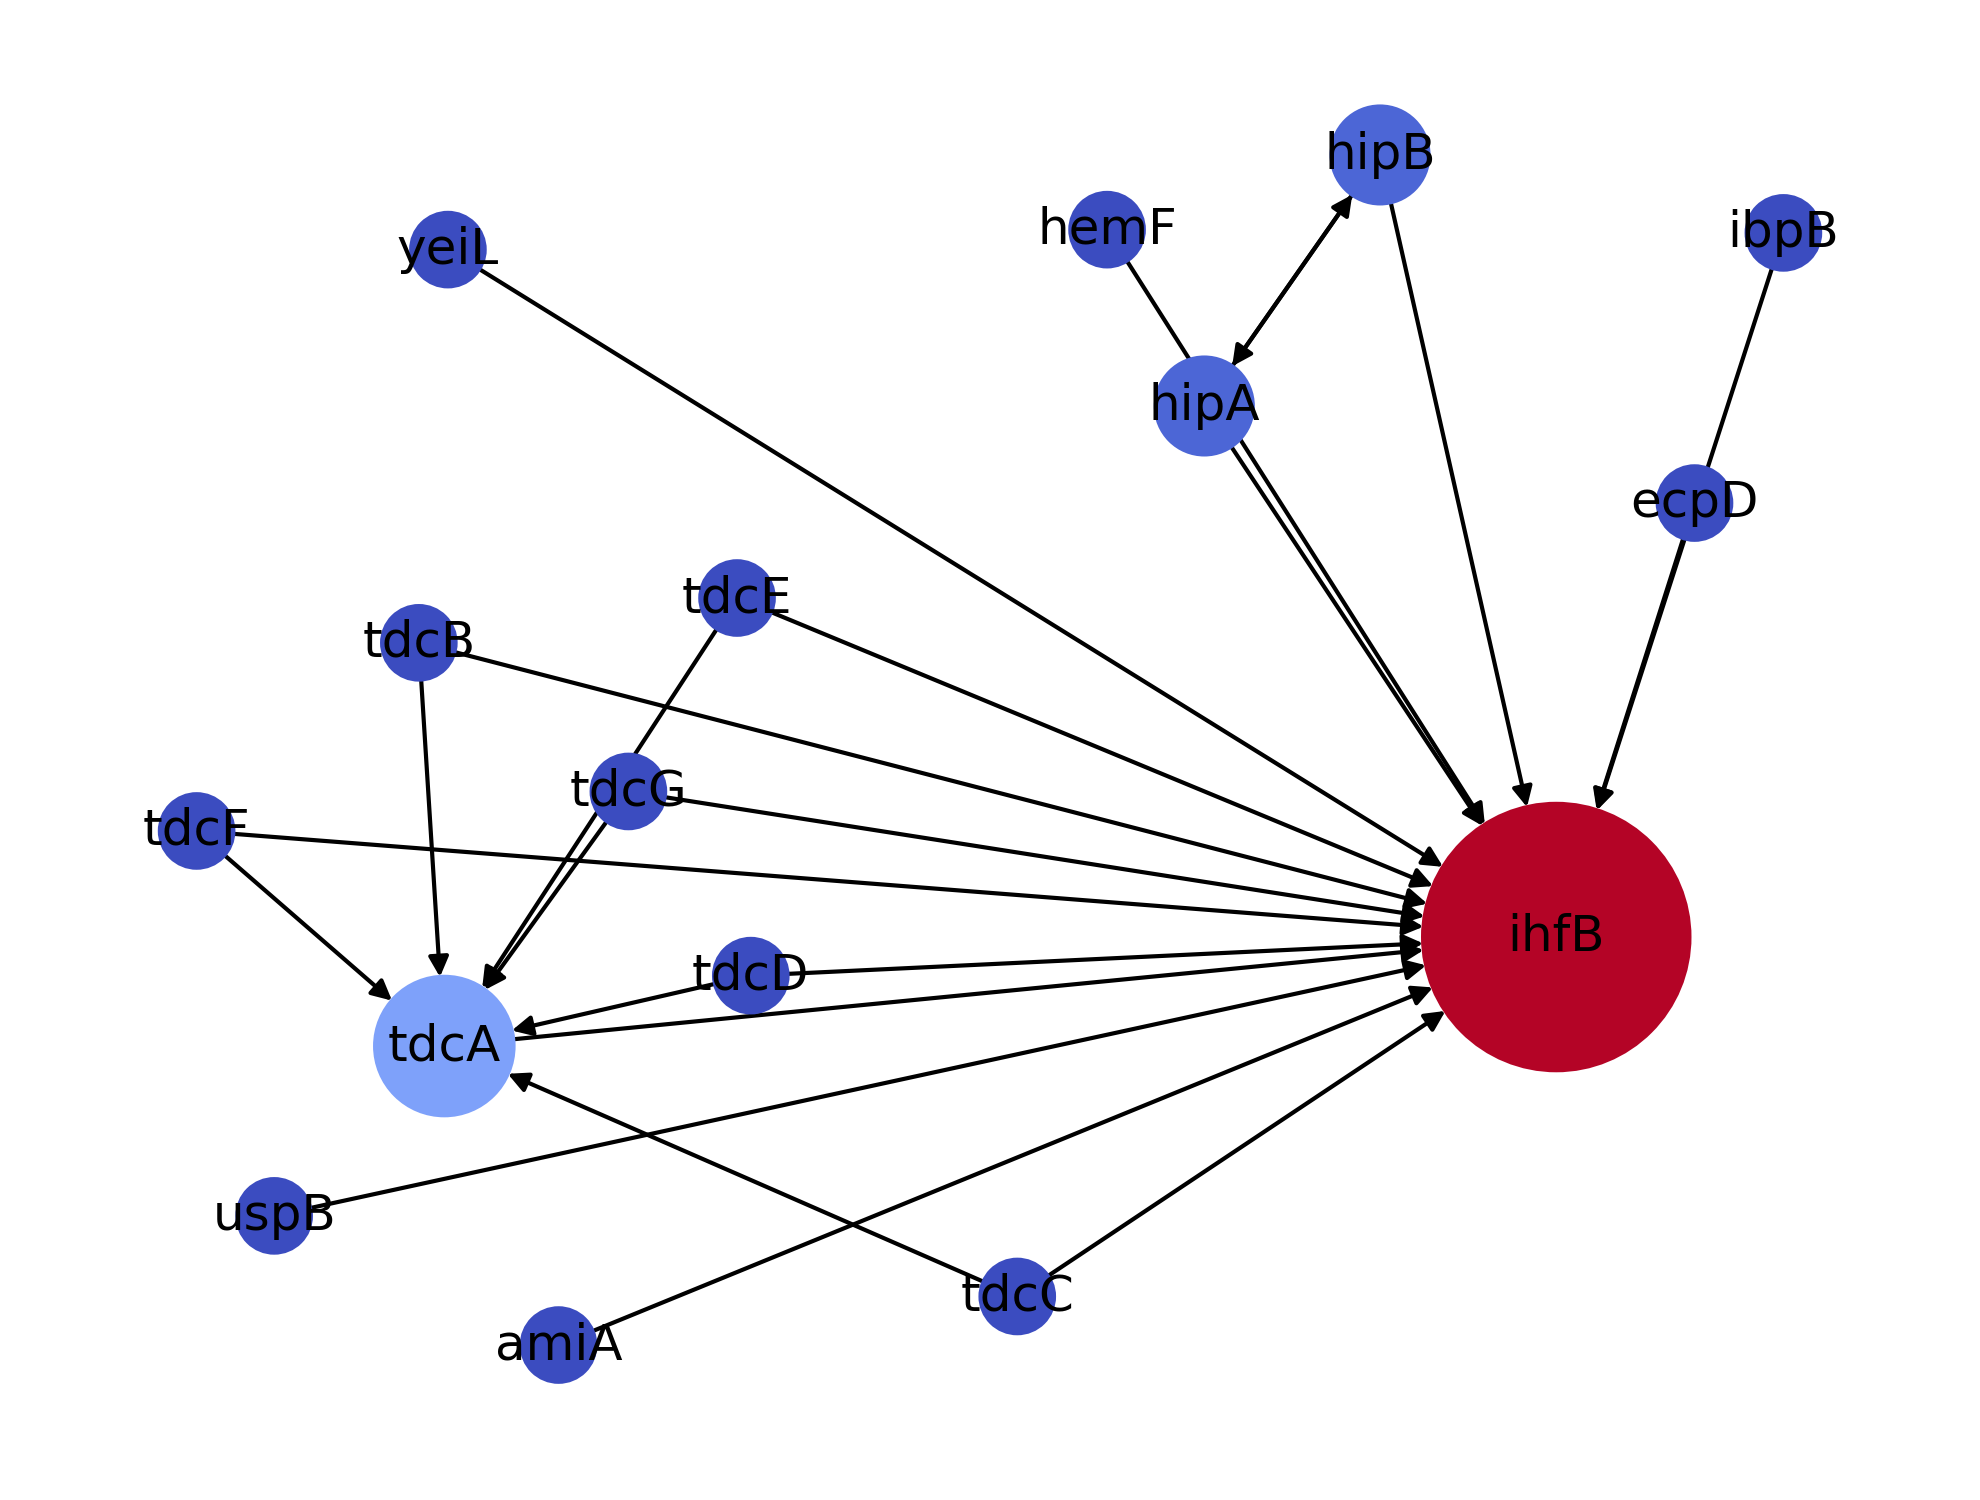 hipB
hemF
ibpB
yeiL
hipA
ecpD
tdcE
tdcB
tdcG
tdcF
ihfB
tdcD
tdcA
uspB
tdcC
amiA